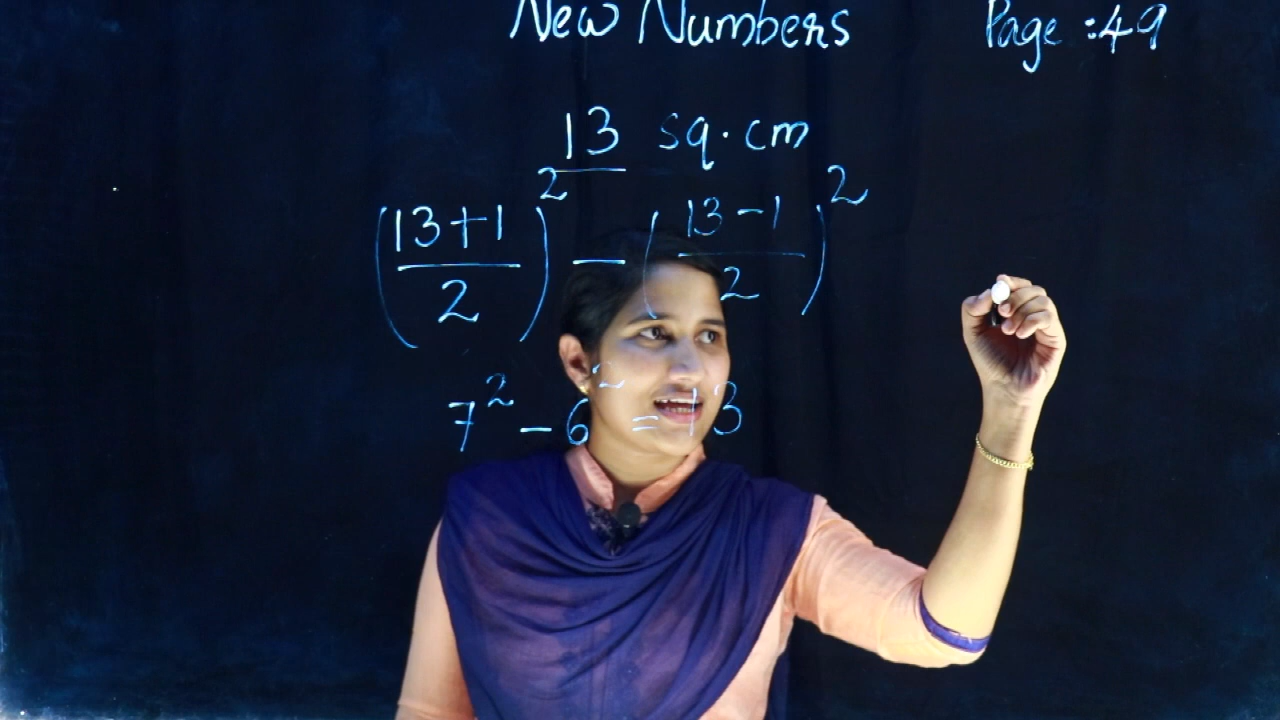 New Numbers Page :49
13 sq.cm
(13+1/2)² – (13-1/2)²
7² - 6² = 13